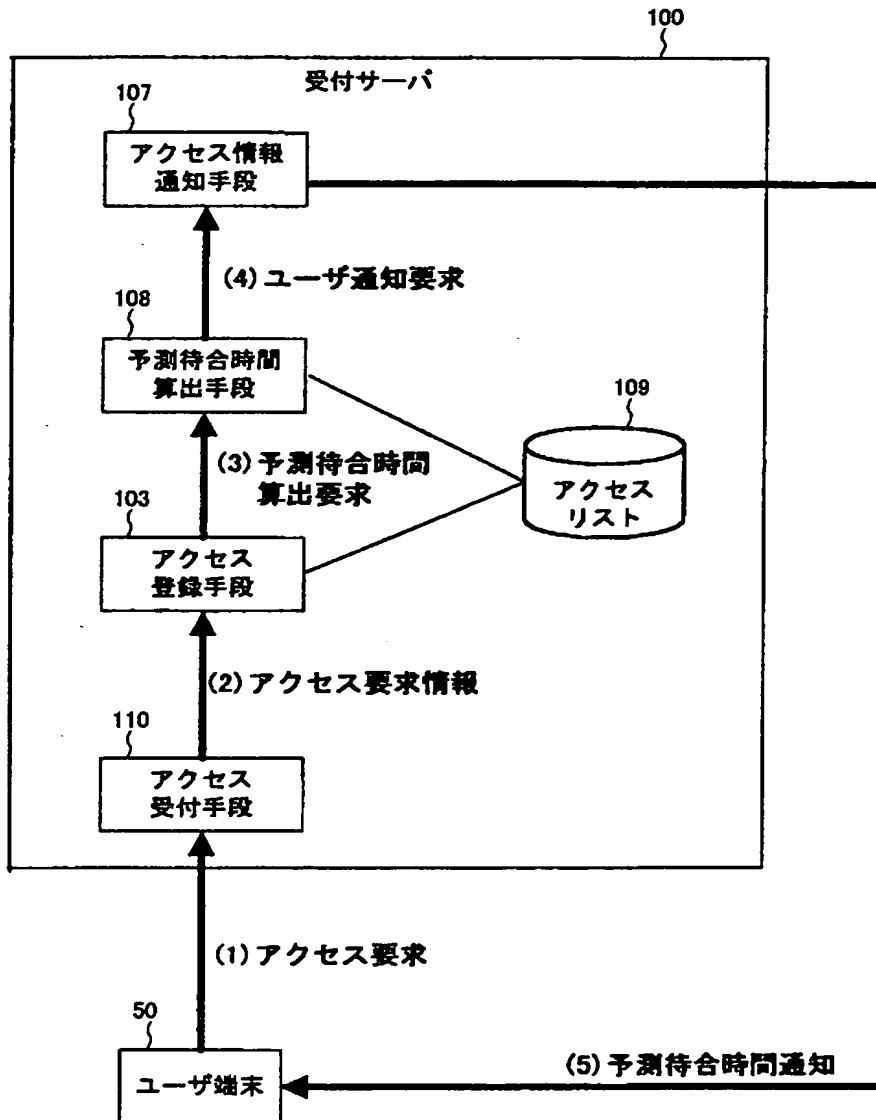 100
受付サーバ
107
アクセス情報
通知手段
(4)ユーザ通知要求
108
予測待合時間
算出手段
109
アクセス
リスト
(3)予測待合時間
算出要求
103
アクセス
登録手段
(2)アクセス要求情報
110
アクセス
受付手段
(1)アクセス要求
50
ユーザ端末
(5)予測待合時間通知